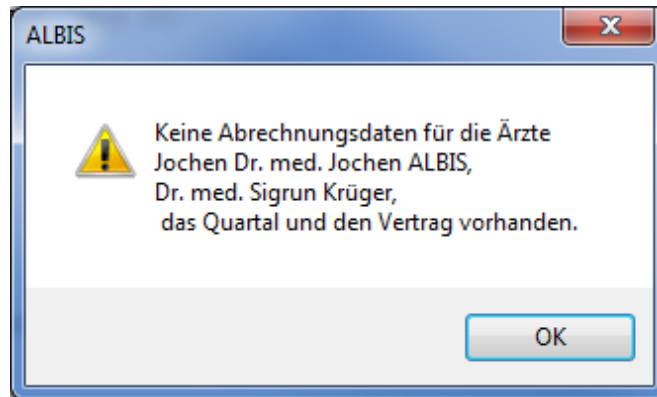 ALBIS
Keine Abrechnungsdaten für die Ärzte
Jochen Dr. med. Jochen ALBIS,
Dr. med. Sigrun Krüger,
das Quartal und den Vertrag vorhanden.
OK